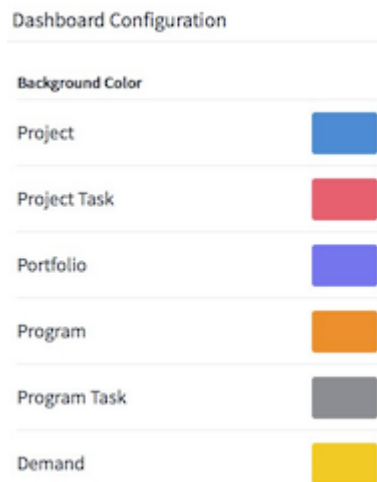 Dashboard Configuration
Background Color
Project
Project Task
Portfolio
Program
Program Task
Demand